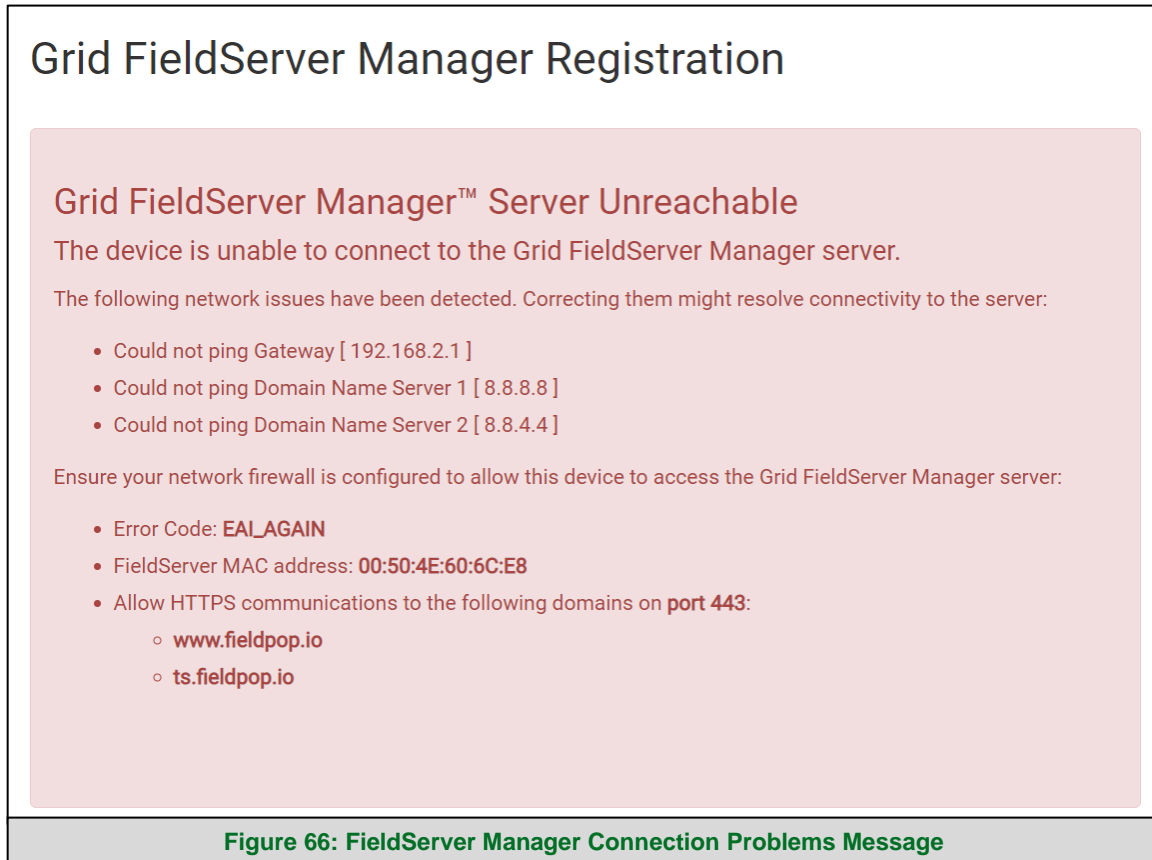 Grid FieldServer Manager Registration
Grid FieldServer Manager™ Server Unreachable
The device is unable to connect to the Grid FieldServer Manager server.
The following network issues have been detected. Correcting them might resolve connectivity to the server:
• Could not ping Gateway [ 192.168.2.1 ]
• Could not ping Domain Name Server 1 [ 8.8.8.8 ]
• Could not ping Domain Name Server 2 [ 8.8.4.4 ]
Ensure your network firewall is configured to allow this device to access the Grid FieldServer Manager server:
• Error Code: EAI_AGAIN
• FieldServer MAC address: 00:50:4E:60:6C:E8
• Allow HTTPS communications to the following domains on port 443:
◦ www.fieldpop.io
◦ ts.fieldpop.io
Figure 66: FieldServer Manager Connection Problems Message